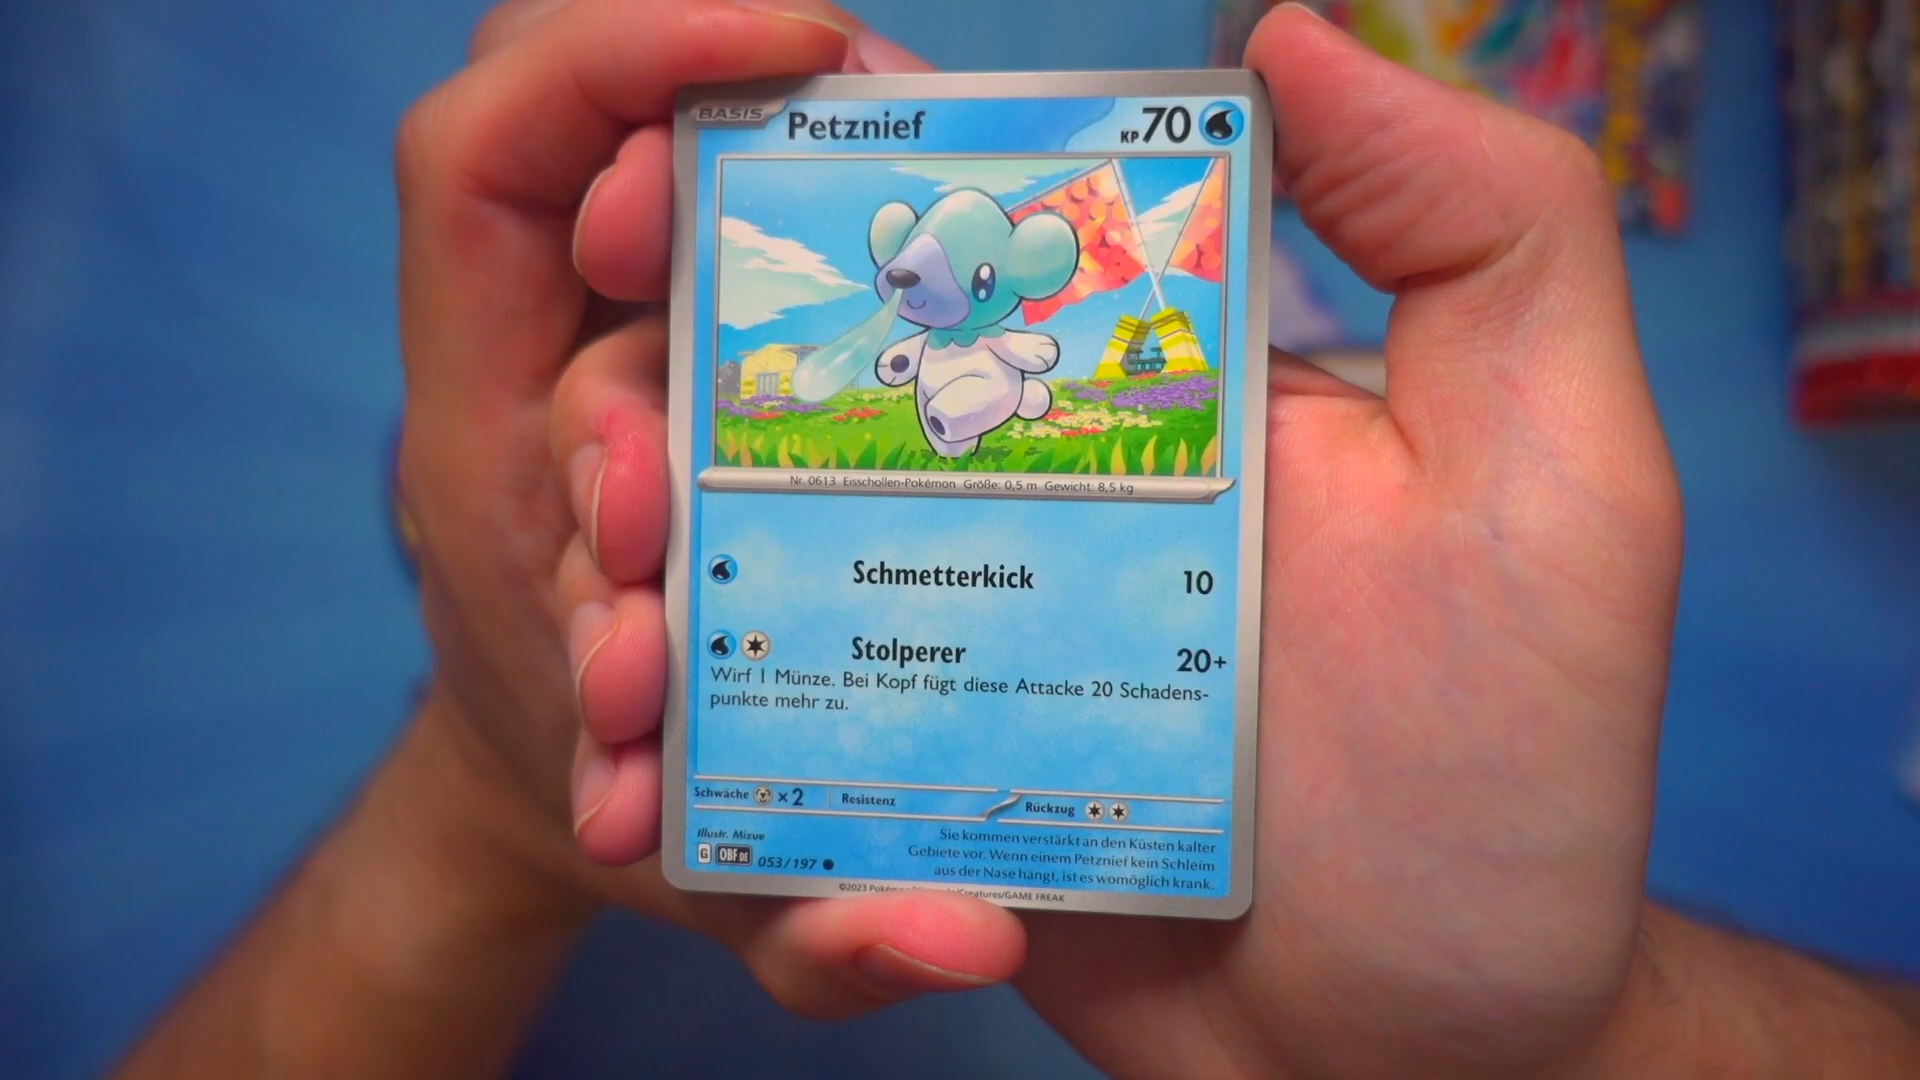 BASIS
Petznief
KP 70
Nr. 0613 Eisschollen-Pokémon Größe: 0,5 m Gewicht: 8,5 kg
Schmetterkick 10
Stolperer 20+
Wirf 1 Münze. Bei Kopf fügt diese Attacke 20 Schadens-
punkte mehr zu.
Schwäche ×2 Resistenz Rückzug
Illustr. Mizue
G OBF DE 053/197
Sie kommen verstärkt an den Küsten kalter
Gebiete vor. Wenn einem Petznief kein Schleim
aus der Nase hängt, ist es womöglich krank.
©2023 /Creatures/GAME FREAK